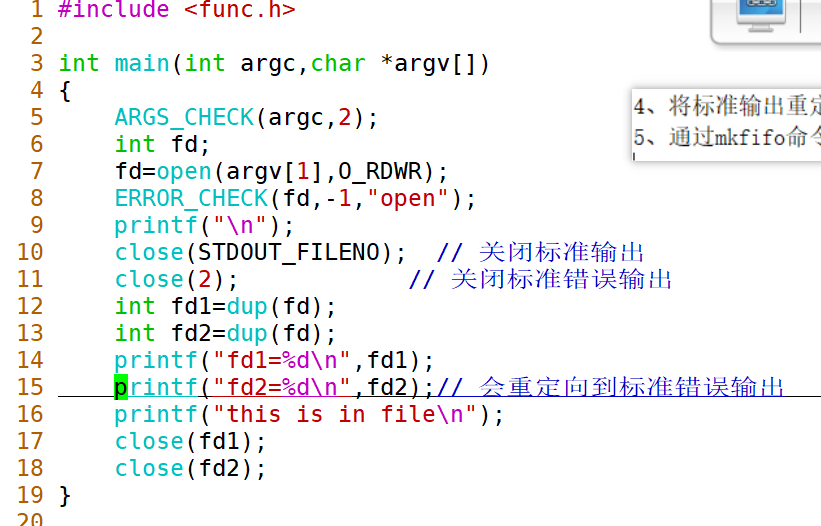 1 #include <func.h>
2
3 int main(int argc,char *argv[])
4 {
5     ARGS_CHECK(argc,2);
6     int fd;
7     fd=open(argv[1],O_RDWR);
8     ERROR_CHECK(fd,-1,"open");
9     printf("\n");
10     close(STDOUT_FILENO);  // 关闭标准输出
11     close(2);            // 关闭标准错误输出
12     int fd1=dup(fd);
13     int fd2=dup(fd);
14     printf("fd1=%d\n",fd1);
15     printf("fd2=%d\n",fd2);// 会重定向到标准错误输出
16     printf("this is in file\n");
17     close(fd1);
18     close(fd2);
19 }
20
4、将标准输出重定
5、通过mkfifo命令